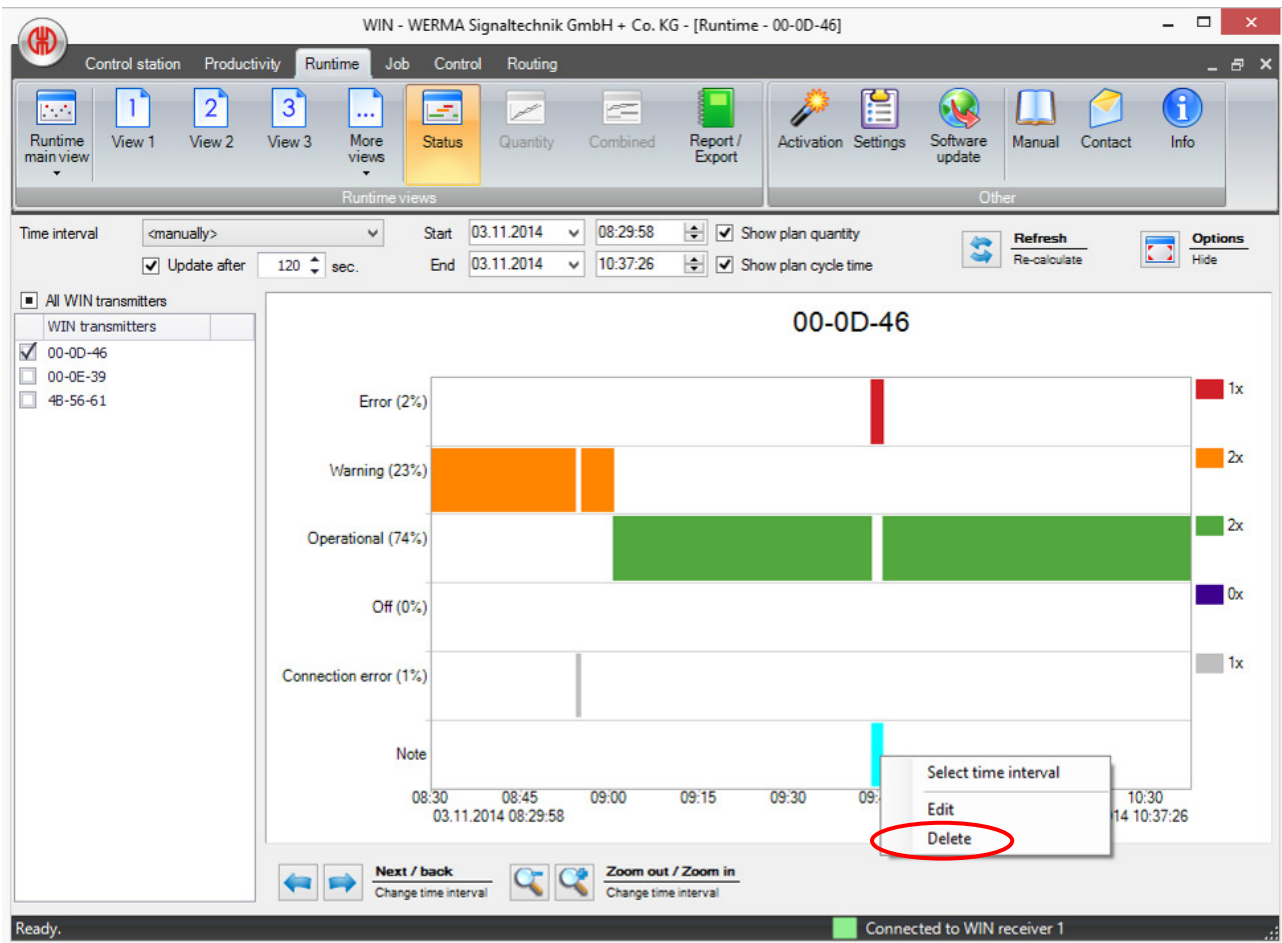 WIN - WERMA Signaltechnik GmbH + Co. KG - [Runtime - 00-0D-46]
Control station Productivity Runtime Job Control Routing
Runtime main view
View 1
View 2
View 3
More views
Status
Quantity
Combined
Report / Export
Activation
Settings
Software update
Manual
Contact
Info
Runtime views
Other
Time interval <manually> Start 03.11.2014 08:29:58 Show plan quantity
Update after 120 sec. End 03.11.2014 10:37:26 Show plan cycle time
Refresh
Re-calculate
Options
Hide
All WIN transmitters
WIN transmitters
00-0D-46
00-0E-39
4B-56-61
00-0D-46
Error (2%) 1x
Warning (23%) 2x
Operational (74%) 2x
Off (0%) 0x
Connection error (1%) 1x
Note
Select time interval
Edit
Delete
08:30 08:45 09:00 09:15 09:30 10:30
03.11.2014 08:29:58 10:37:26
Next / back
Change time interval
Zoom out / Zoom in
Change time interval
Ready. Connected to WIN receiver 1